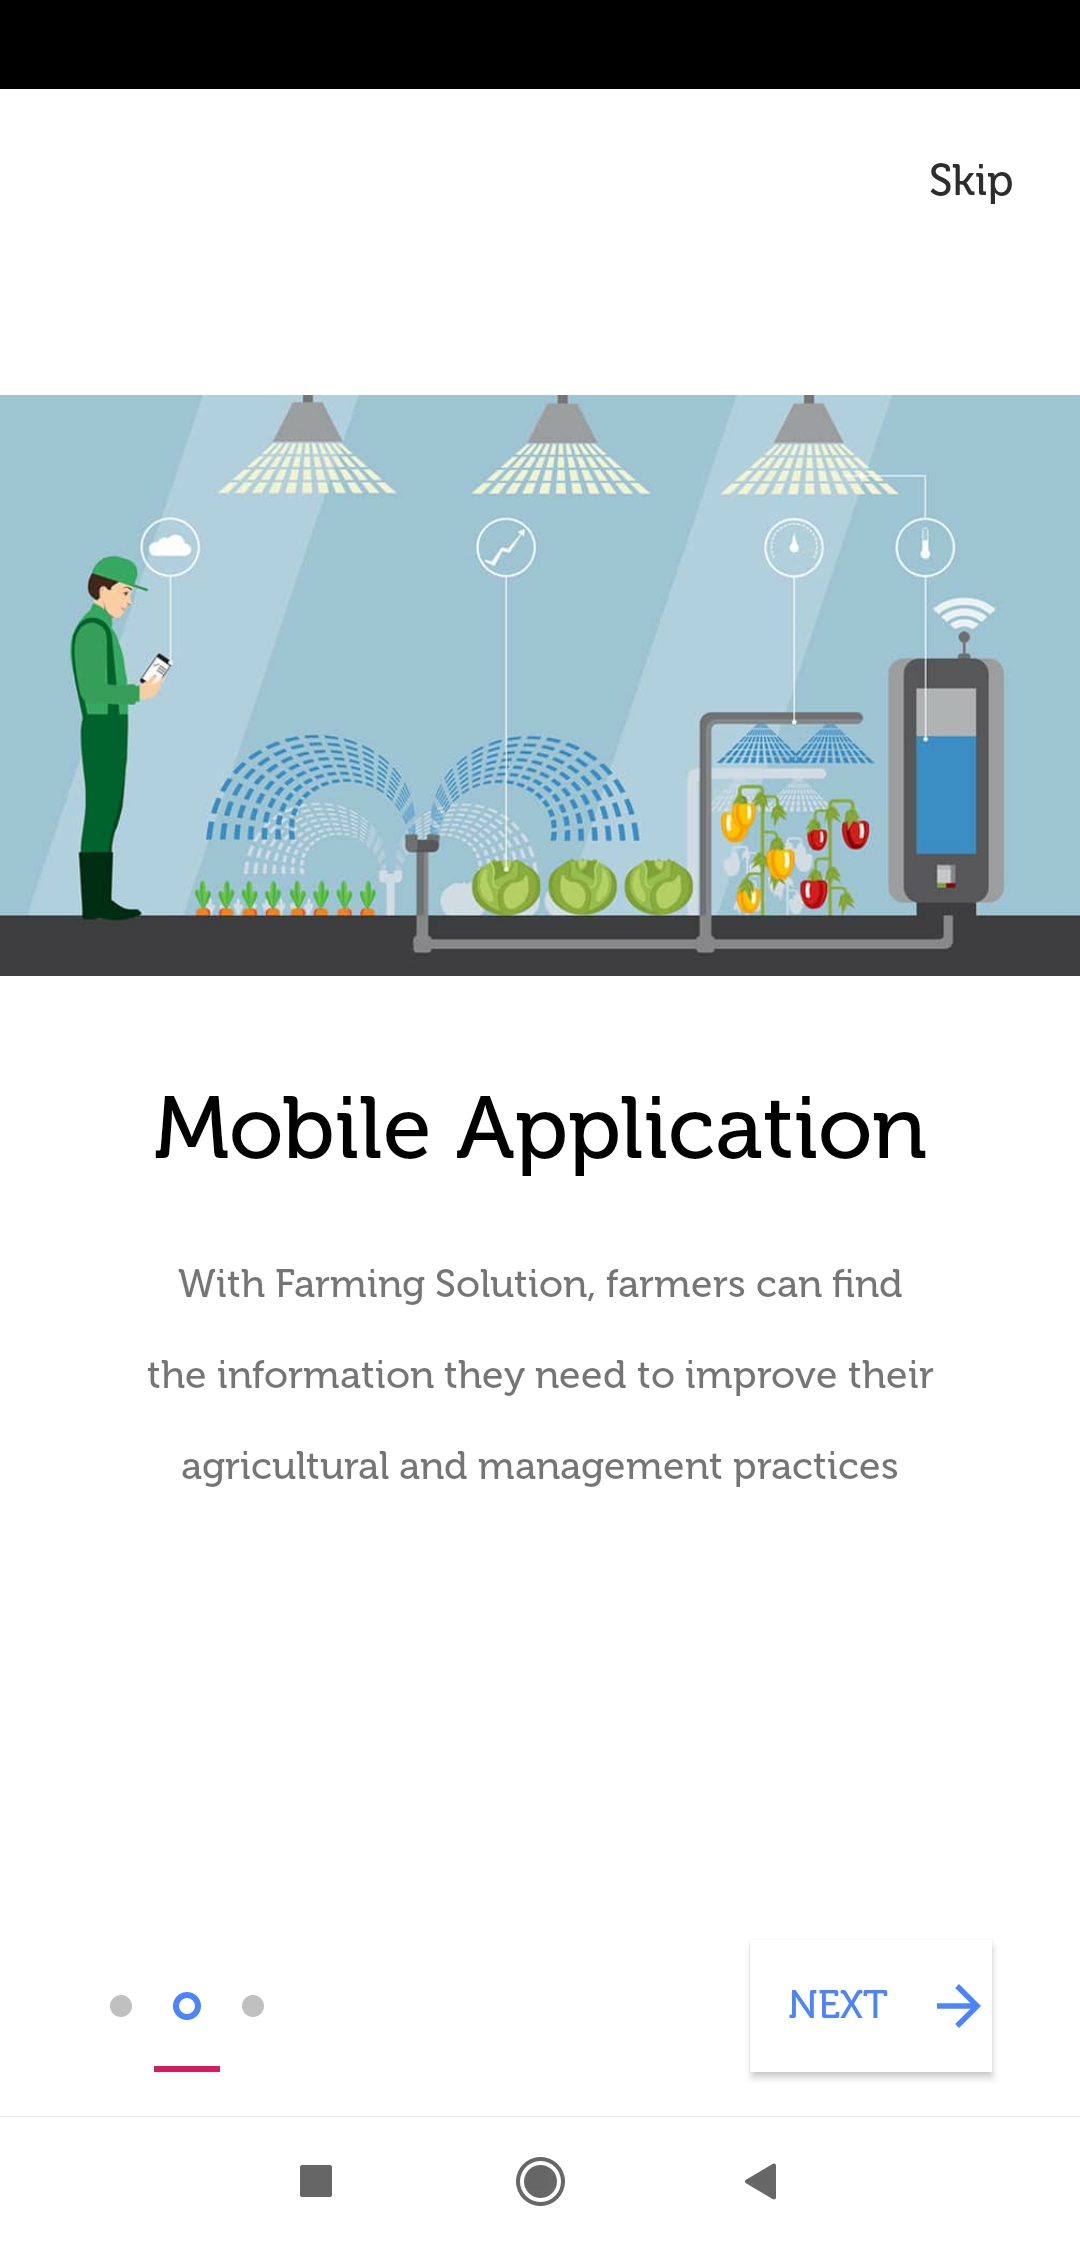 Skip
Mobile Application
With Farming Solution, farmers can find
the information they need to improve their
agricultural and management practices
NEXT